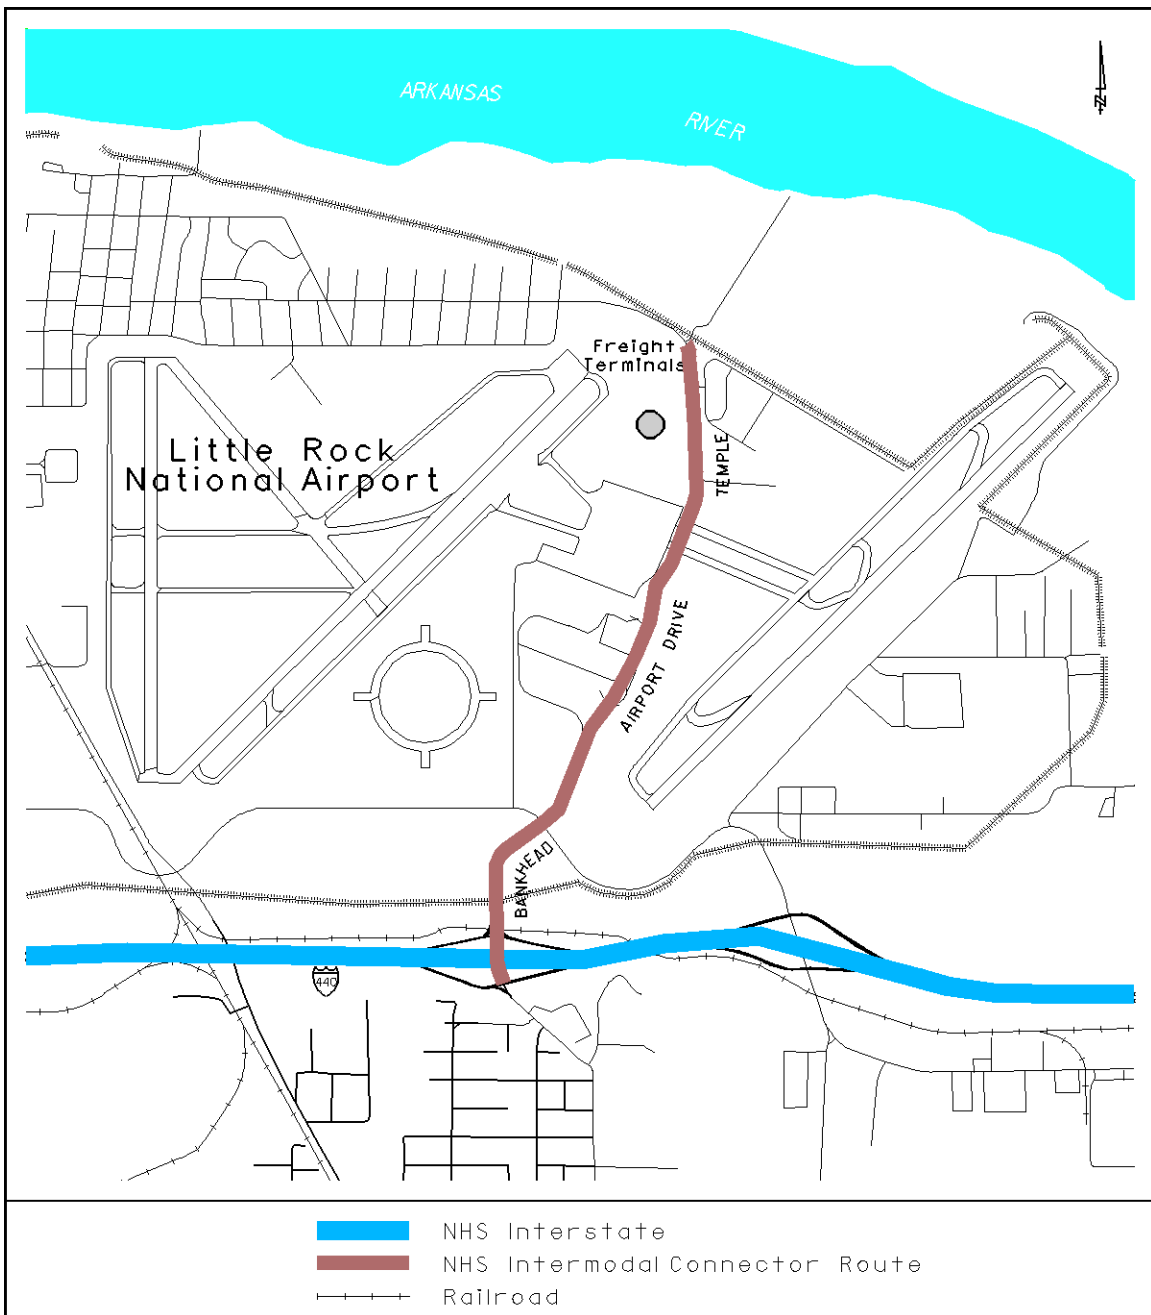 ARKANSAS
RIVER
N
Freight
Terminals
Little Rock
National Airport
TEMPLE
AIRPORT DRIVE
BANKHEAD
440
NHS Interstate
NHS Intermodal Connector Route
Railroad